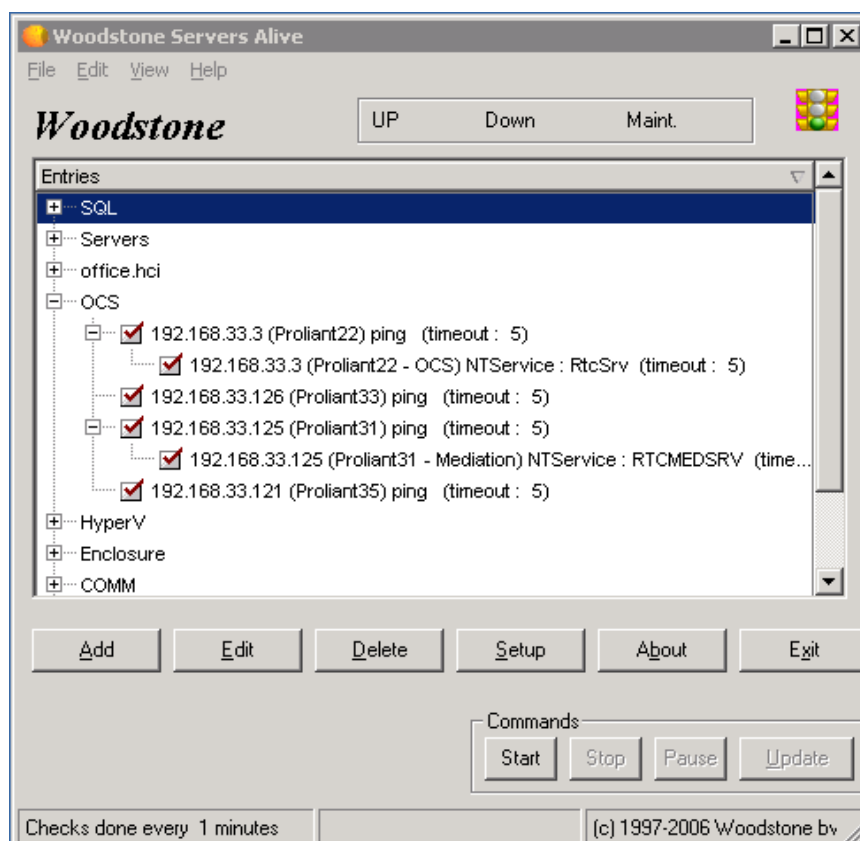 Woodstone Servers Alive
File Edit View Help
Woodstone
UP Down Maint.
Entries
SQL
Servers
office.hci
OCS
192.168.33.3 (Proliant22) ping (timeout : 5)
192.168.33.3 (Proliant22 - OCS) NTService : RtcSrv (timeout : 5)
192.168.33.126 (Proliant33) ping (timeout : 5)
192.168.33.125 (Proliant31) ping (timeout : 5)
192.168.33.125 (Proliant31 - Mediation) NTService : RTCMEDSRV (time...
192.168.33.121 (Proliant35) ping (timeout : 5)
HyperV
Enclosure
COMM
Add Edit Delete Setup About Exit
Commands
Start Stop Pause Update
Checks done every 1 minutes
(c) 1997-2006 Woodstone bv